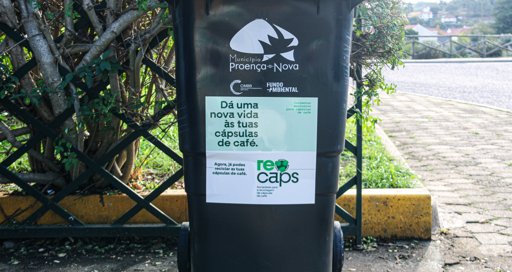 Município
Proença-a-Nova
FUNDO
AMBIENTAL
Dá uma
nova vida
às tuas
cápsulas
de café.
Agora, já podes
reciclar as tuas
cápsulas de café.
recaps